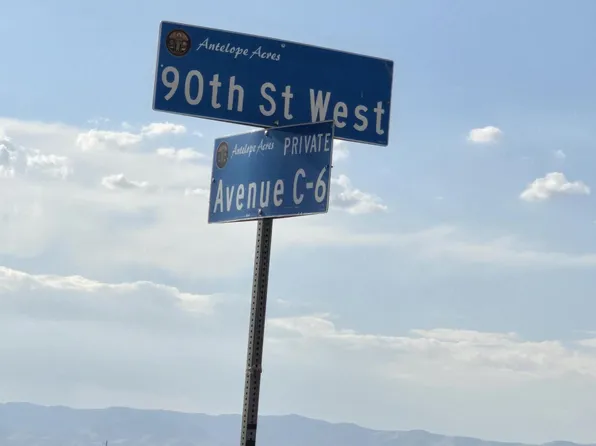 Antelope Acres
90th St West
Antelope Acres PRIVATE
Avenue C-6